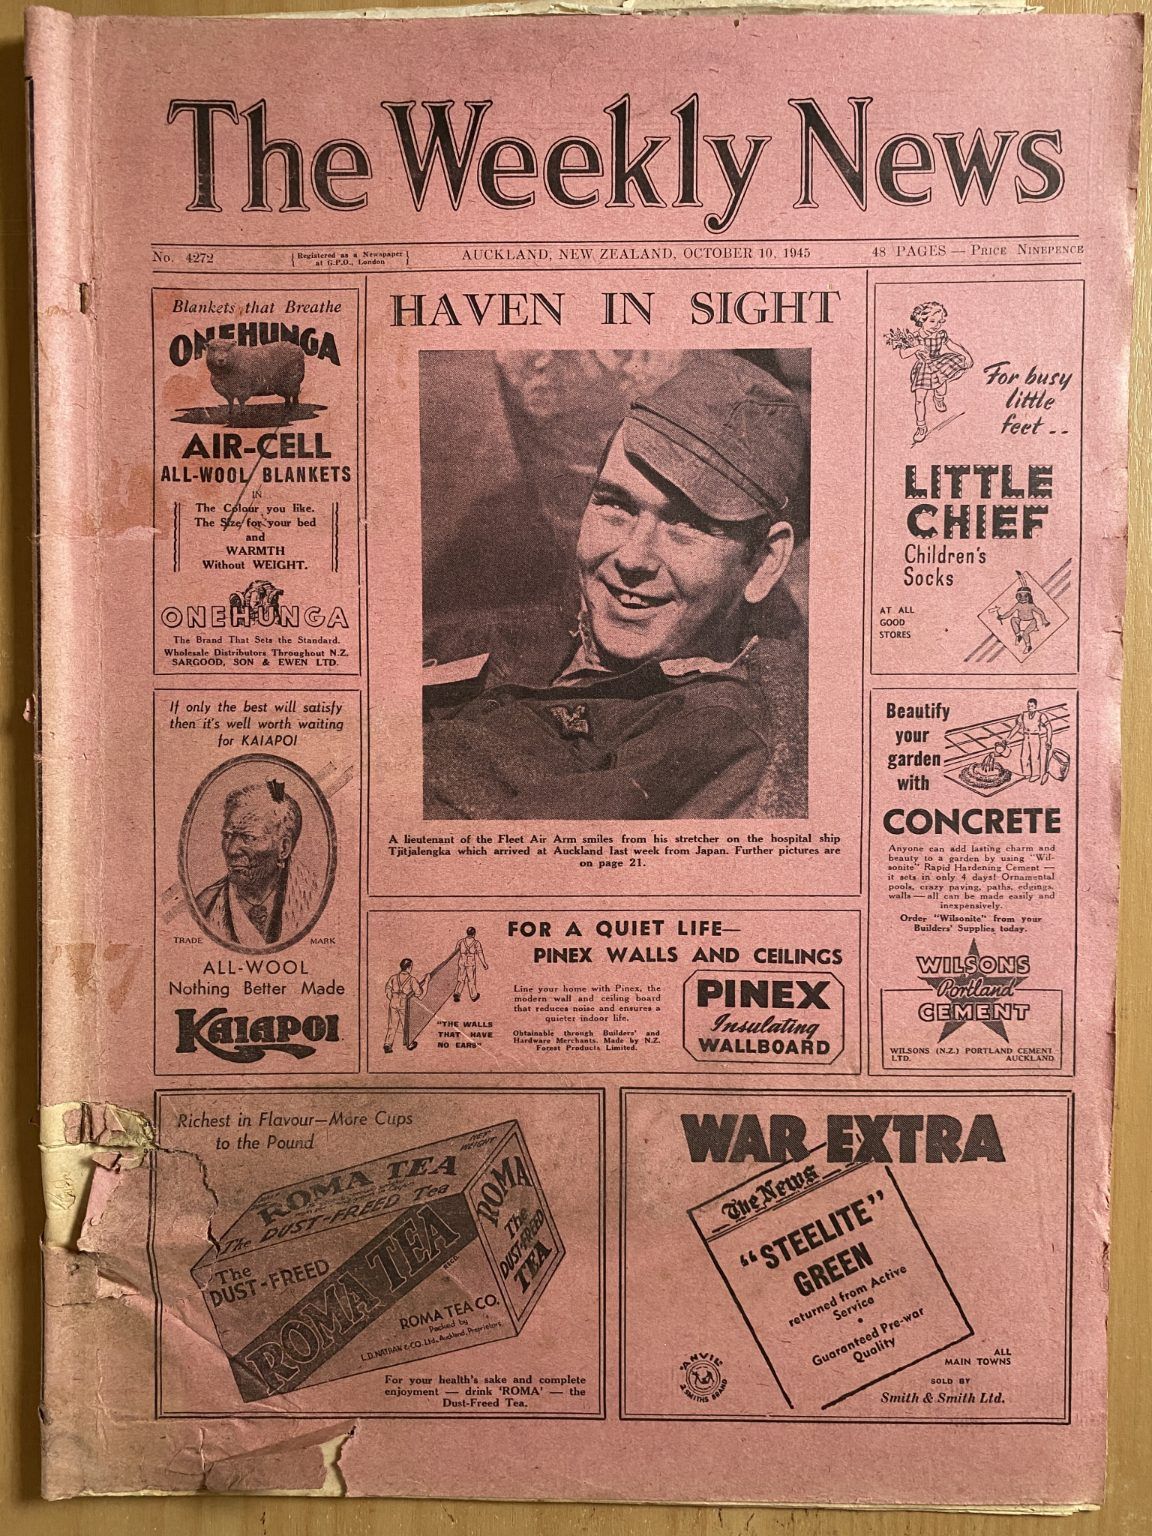 The Weekly News
No. 4272
Registered as a Newspaper
at G.P.O., London
AUCKLAND, NEW ZEALAND, OCTOBER 10, 1945
48 PAGES — PRICE NINEPENCE
Blankets that Breathe
ONEHUNGA
AIR-CELL
ALL-WOOL BLANKETS
IN
The Colour you like.
The Size for your bed
and
WARMTH
Without WEIGHT.
ONEHUNGA
The Brand That Sets the Standard.
Wholesale Distributors Throughout N.Z.
SARGOOD, SON & EWEN LTD.
If only the best will satisfy
then it's well worth waiting
for KAIAPOI
TRADE MARK
ALL-WOOL
Nothing Better Made
KAIAPOI
HAVEN IN SIGHT
A lieutenant of the Fleet Air Arm smiles from his stretcher on the hospital ship
Tjitjalengka which arrived at Auckland last week from Japan. Further pictures are
on page 21.
FOR A QUIET LIFE—
PINEX WALLS AND CEILINGS
"THE WALLS
THAT HAVE
NO EARS"
Line your home with Pinex, the
modern wall and ceiling board
that reduces noise and ensures a
quieter indoor life.
Obtainable through Builders' and
Hardware Merchants. Made by N.Z.
Forest Products Limited.
PINEX
Insulating
WALLBOARD
For busy
little
feet --
LITTLE
CHIEF
Children's
Socks
AT ALL
GOOD
STORES
Beautify
your
garden
with
CONCRETE
Anyone can add lasting charm and
beauty to a garden by using "Wil-
sonite" Rapid Hardening Cement —
it sets in only 4 days! Ornamental
pools, crazy paving, paths, edgings,
walls — all can be made easily and
inexpensively.
Order "Wilsonite" from your
Builders' Supplies today.
WILSONS
Portland
CEMENT
WILSONS (N.Z.) PORTLAND CEMENT
LTD. AUCKLAND
Richest in Flavour—More Cups
to the Pound
NET
WEIGHT
ROMA TEA
The DUST-FREED Tea
The
DUST-FREED
ROMA TEA
ROMA
The
DUST-FREED
TEA
ROMA TEA CO.
Packed by
L.D. NATHAN & CO. Ltd., Auckland, Proprietors
For your health's sake and complete
enjoyment — drink 'ROMA' — the
Dust-Freed Tea.
WAR EXTRA
The News
"STEELITE"
GREEN
returned from Active
Service
•
Guaranteed Pre-war
Quality
"ANVIL"
& SMITHS BRAND
ALL
MAIN TOWNS
SOLD BY
Smith & Smith Ltd.